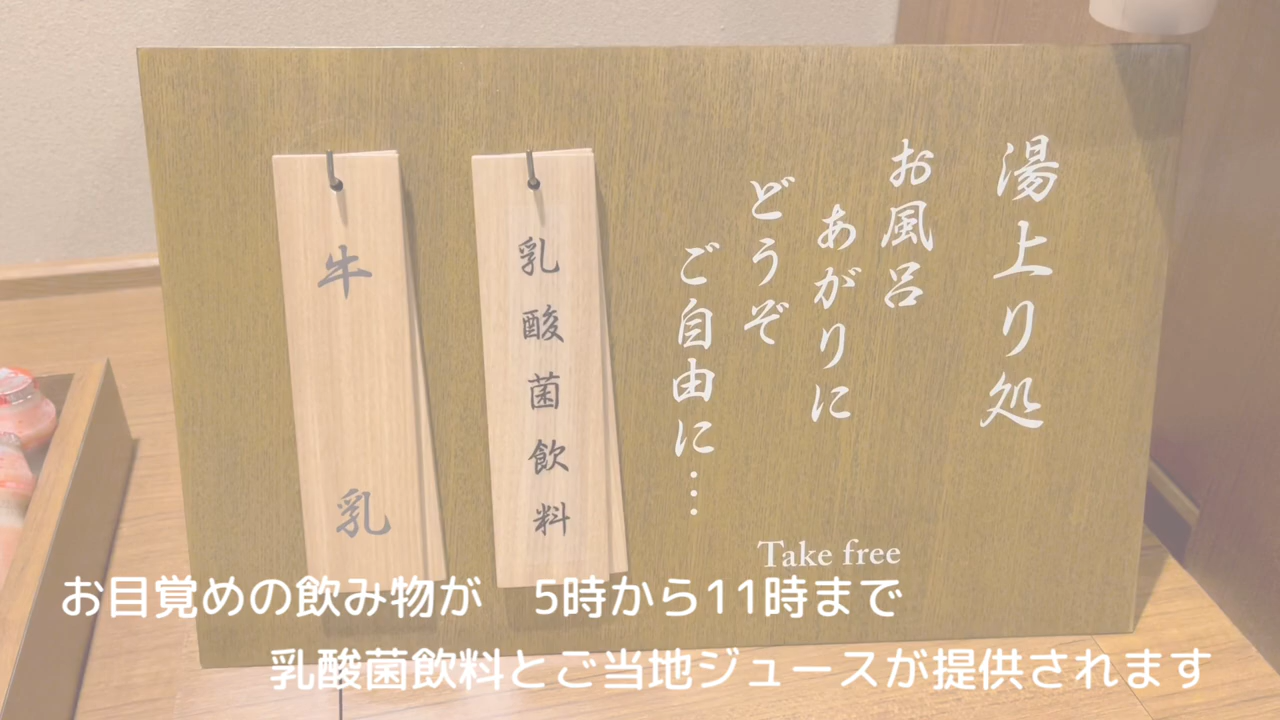 湯上り処
お風呂
あがりに
どうぞ
ご自由に…
乳酸菌飲料
牛乳
Take free
お目覚めの飲み物が 5時から11時まで
乳酸菌飲料とご当地ジュースが提供されます